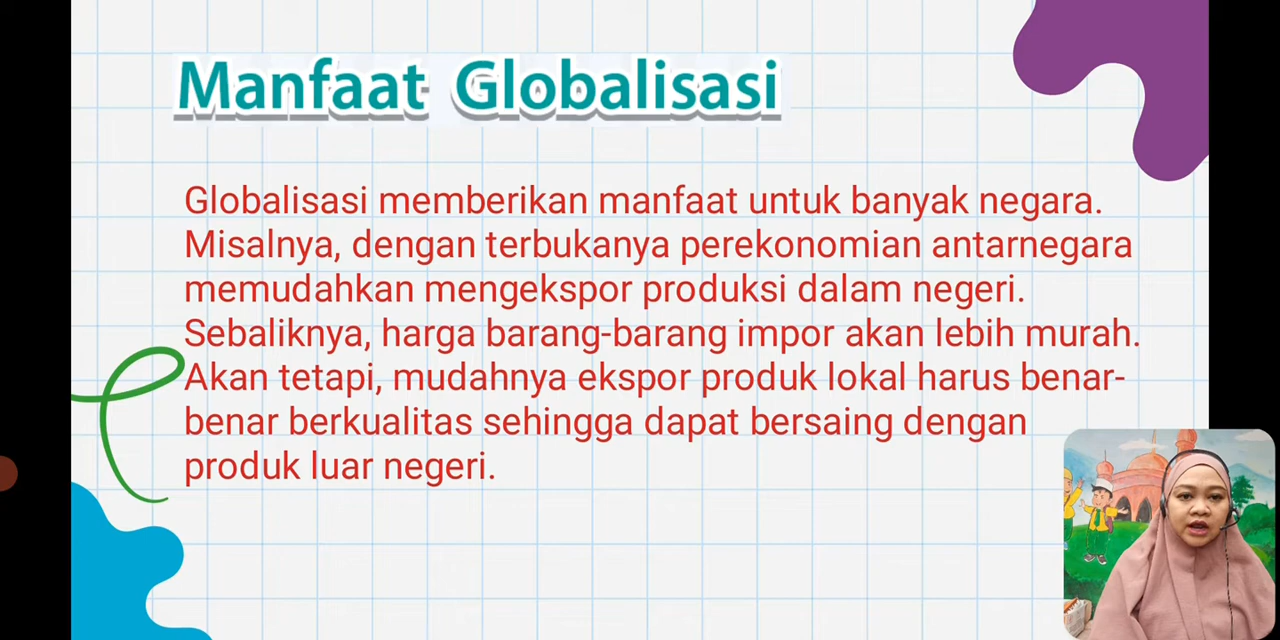 Manfaat Globalisasi
Globalisasi memberikan manfaat untuk banyak negara.
Misalnya, dengan terbukanya perekonomian antarnegara
memudahkan mengekspor produksi dalam negeri.
Sebaliknya, harga barang-barang impor akan lebih murah.
Akan tetapi, mudahnya ekspor produk lokal harus benar-
benar berkualitas sehingga dapat bersaing dengan
produk luar negeri.